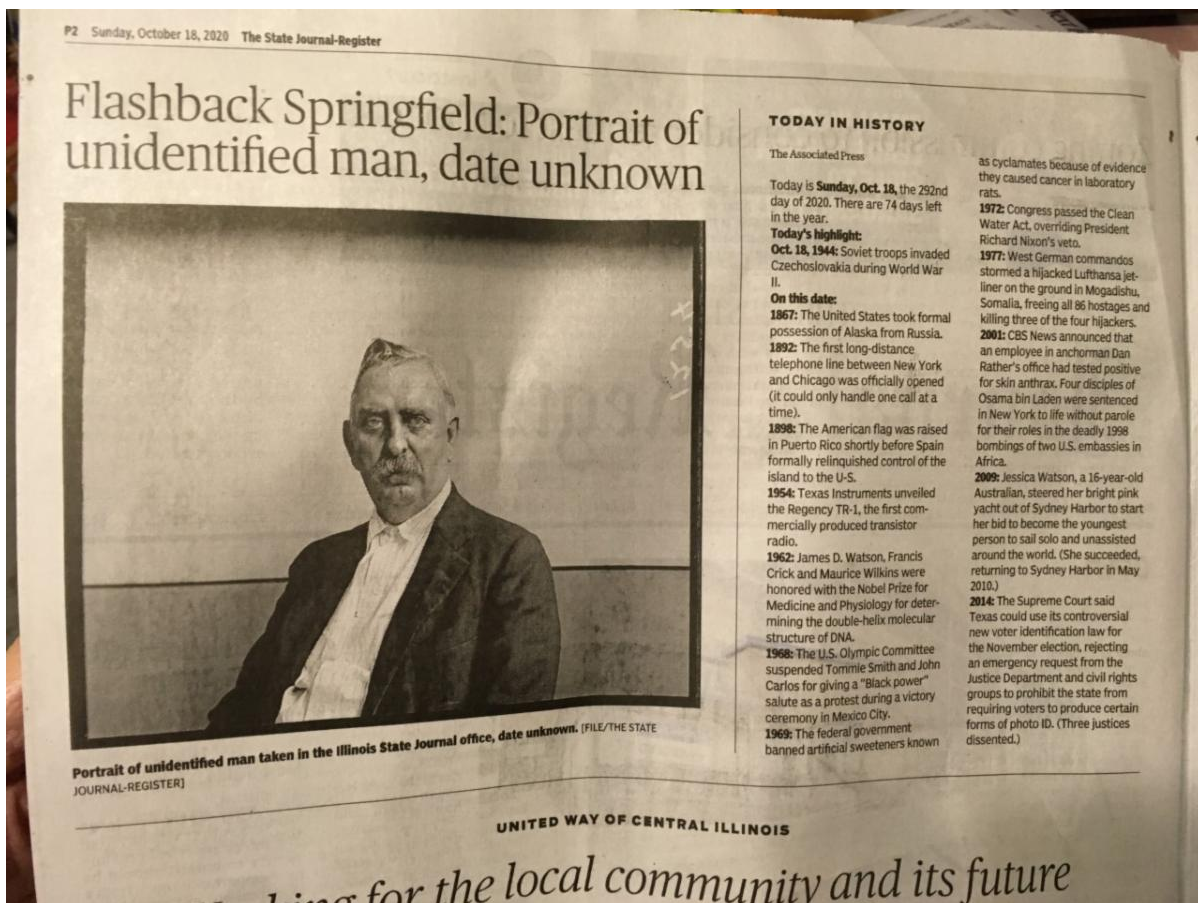 P2 Sunday, October 18, 2020 The State Journal-Register
Flashback Springfield: Portrait of
unidentified man, date unknown
Portrait of unidentified man taken in the Illinois State Journal office, date unknown. [FILE/THE STATE
JOURNAL-REGISTER]
TODAY IN HISTORY
The Associated Press
Today is Sunday, Oct. 18, the 292nd
day of 2020. There are 74 days left
in the year.
Today's highlight:
Oct. 18, 1944: Soviet troops invaded
Czechoslovakia during World War
II.
On this date:
1867: The United States took formal
possession of Alaska from Russia.
1892: The first long-distance
telephone line between New York
and Chicago was officially opened
(it could only handle one call at a
time).
1898: The American flag was raised
in Puerto Rico shortly before Spain
formally relinquished control of the
island to the U-S.
1954: Texas Instruments unveiled
the Regency TR-1, the first com-
mercially produced transistor
radio.
1962: James D. Watson, Francis
Crick and Maurice Wilkins were
honored with the Nobel Prize for
Medicine and Physiology for deter-
mining the double-helix molecular
structure of DNA.
1968: The U.S. Olympic Committee
suspended Tommie Smith and John
Carlos for giving a "Black power"
salute as a protest during a victory
ceremony in Mexico City.
1969: The federal government
banned artificial sweeteners known
as cyclamates because of evidence
they caused cancer in laboratory
rats.
1972: Congress passed the Clean
Water Act, overriding President
Richard Nixon's veto.
1977: West German commandos
stormed a hijacked Lufthansa jet-
liner on the ground in Mogadishu,
Somalia, freeing all 86 hostages and
killing three of the four hijackers.
2001: CBS News announced that
an employee in anchorman Dan
Rather's office had tested positive
for skin anthrax. Four disciples of
Osama bin Laden were sentenced
in New York to life without parole
for their roles in the deadly 1998
bombings of two U.S. embassies in
Africa.
2009: Jessica Watson, a 16-year-old
Australian, steered her bright pink
yacht out of Sydney Harbor to start
her bid to become the youngest
person to sail solo and unassisted
around the world. (She succeeded,
returning to Sydney Harbor in May
2010.)
2014: The Supreme Court said
Texas could use its controversial
new voter identification law for
the November election, rejecting
an emergency request from the
Justice Department and civil rights
groups to prohibit the state from
requiring voters to produce certain
forms of photo ID. (Three justices
dissented.)
UNITED WAY OF CENTRAL ILLINOIS
for the local community and its future